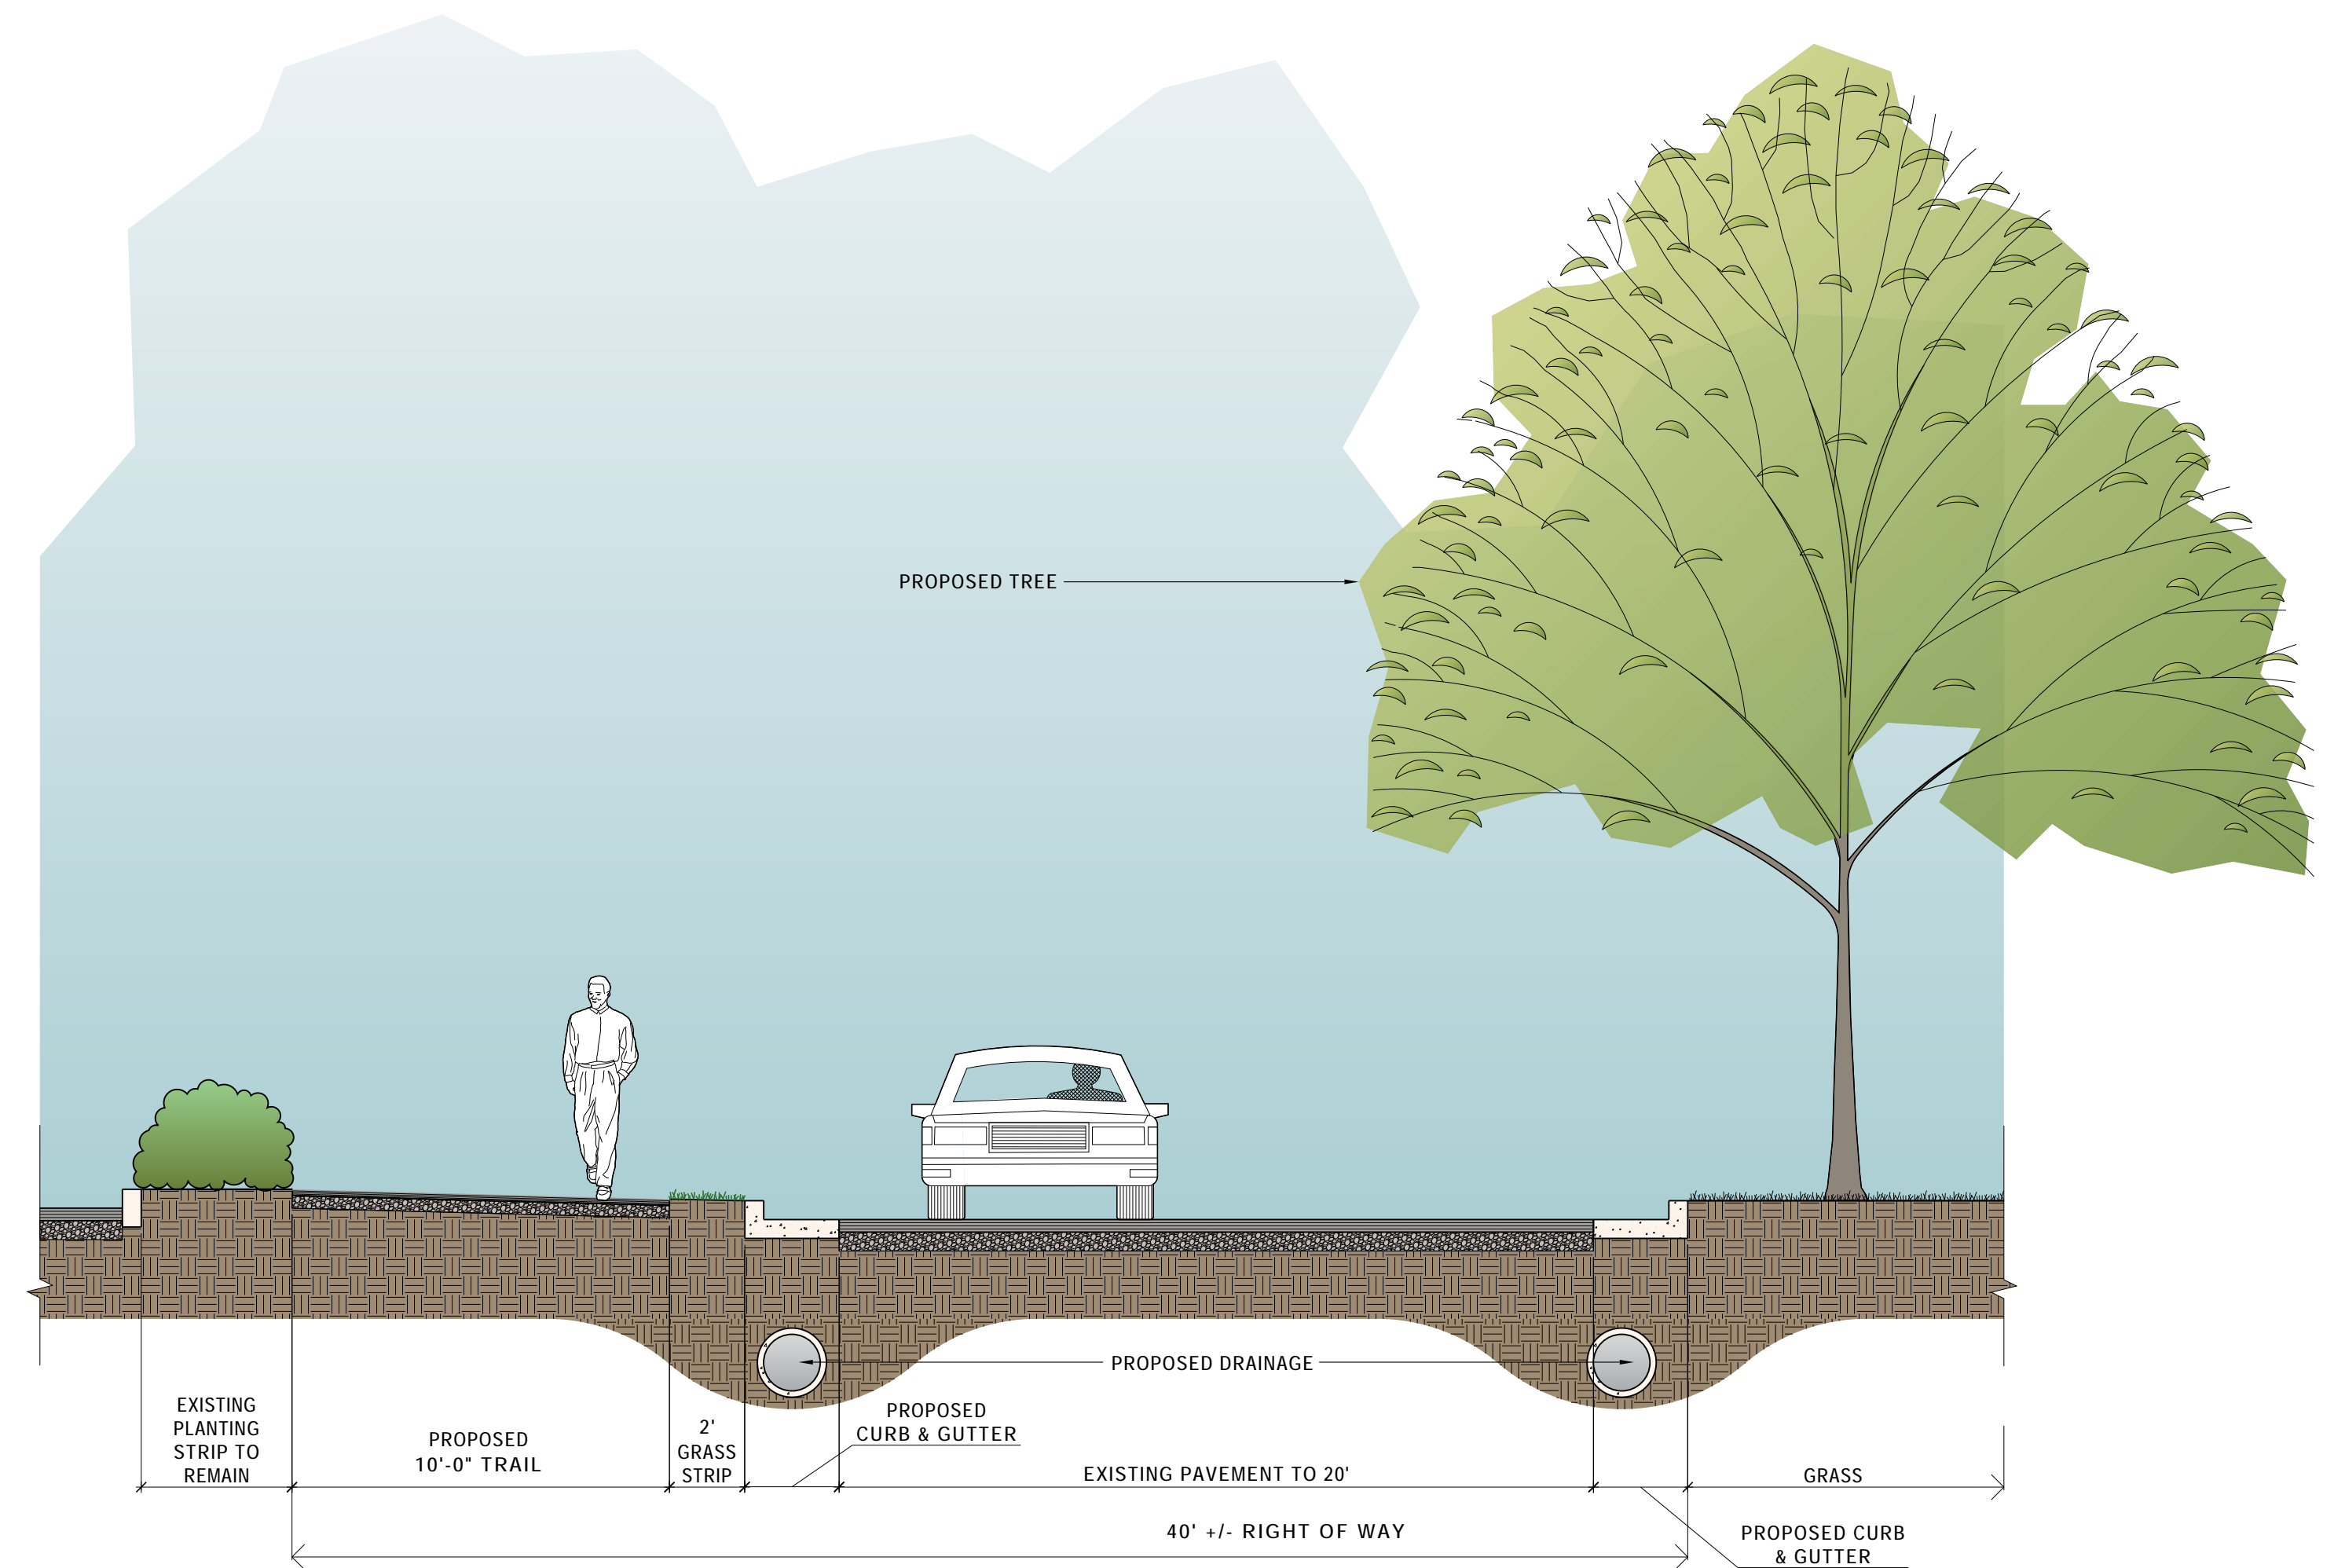 PROPOSED TREE
PROPOSED DRAINAGE
EXISTING
PLANTING
STRIP TO
REMAIN
PROPOSED
10'-0" TRAIL
2'
GRASS
STRIP
PROPOSED
CURB & GUTTER
EXISTING PAVEMENT TO 20'
GRASS
40' +/- RIGHT OF WAY
PROPOSED CURB
& GUTTER